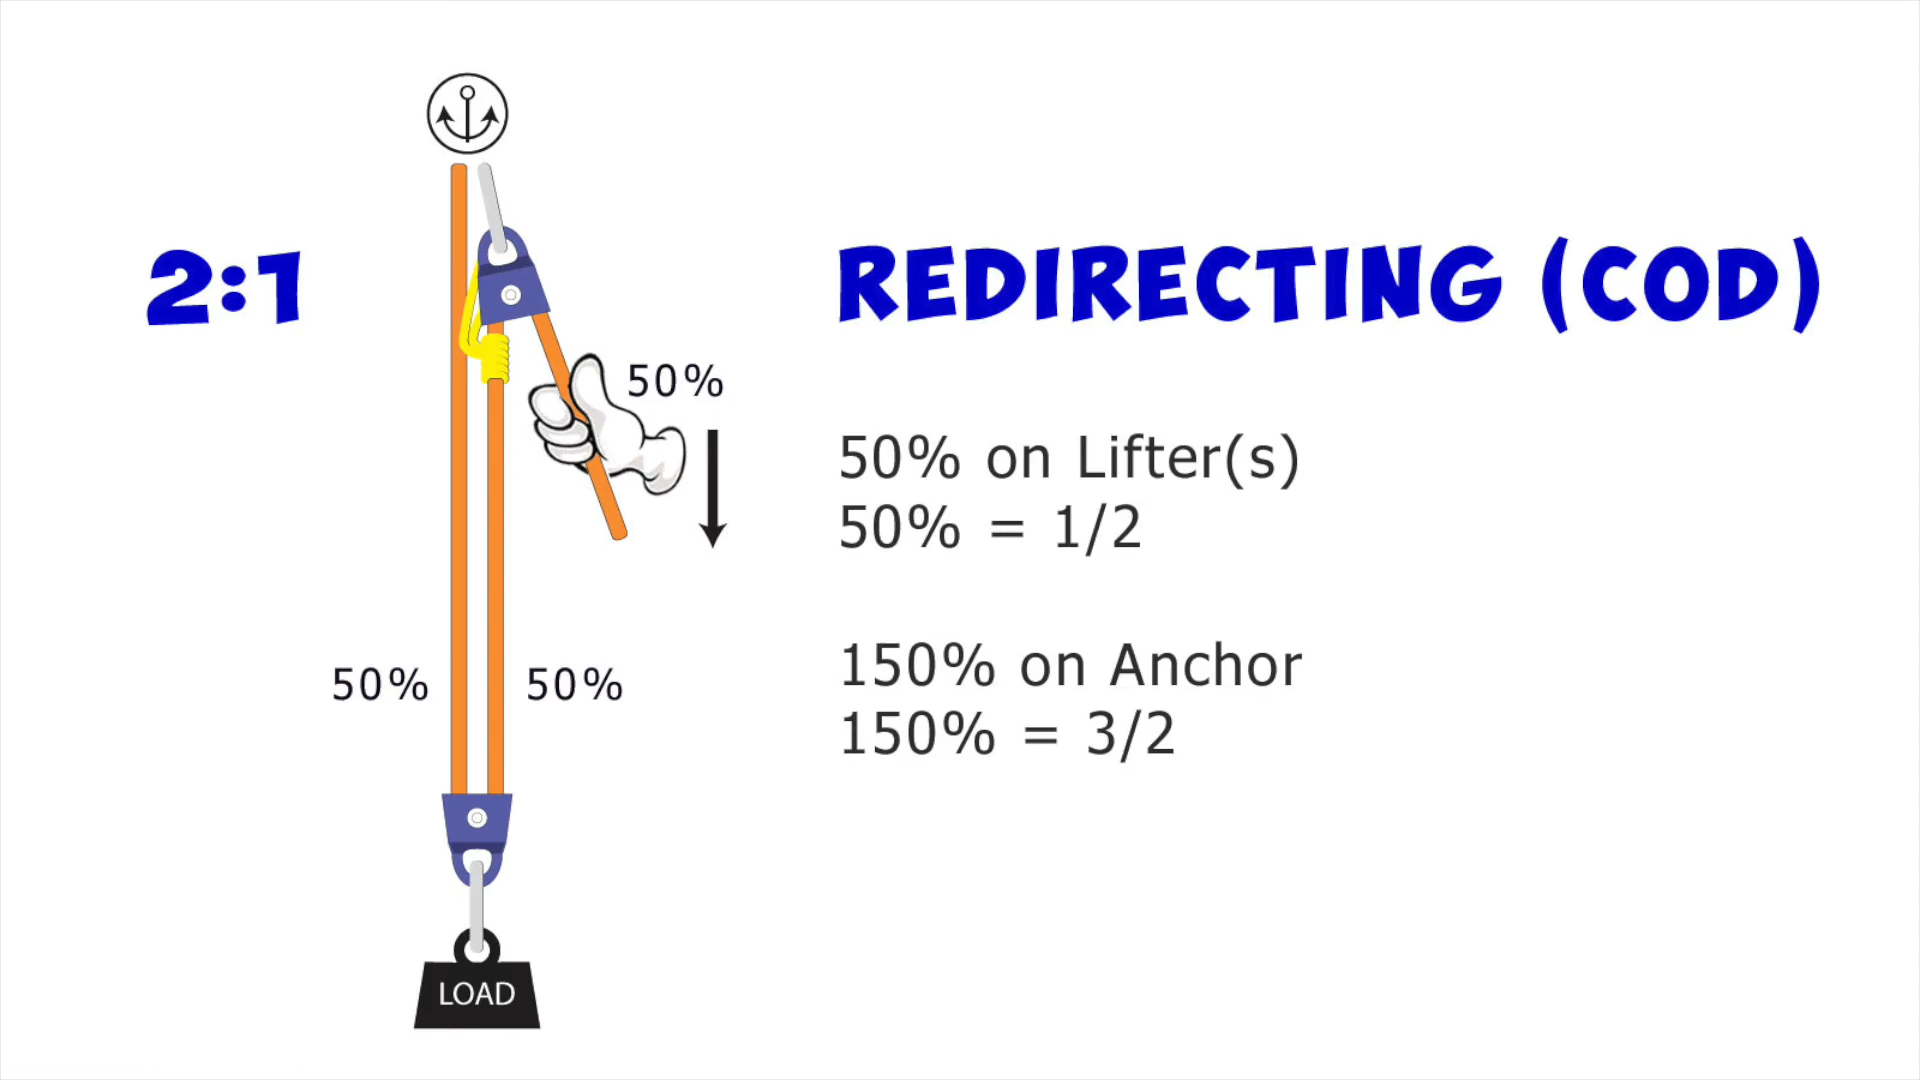 2:1
REDIRECTING (COD)
50%
50% on Lifter(s)
50% = 1/2
150% on Anchor
150% = 3/2
50%
50%
LOAD